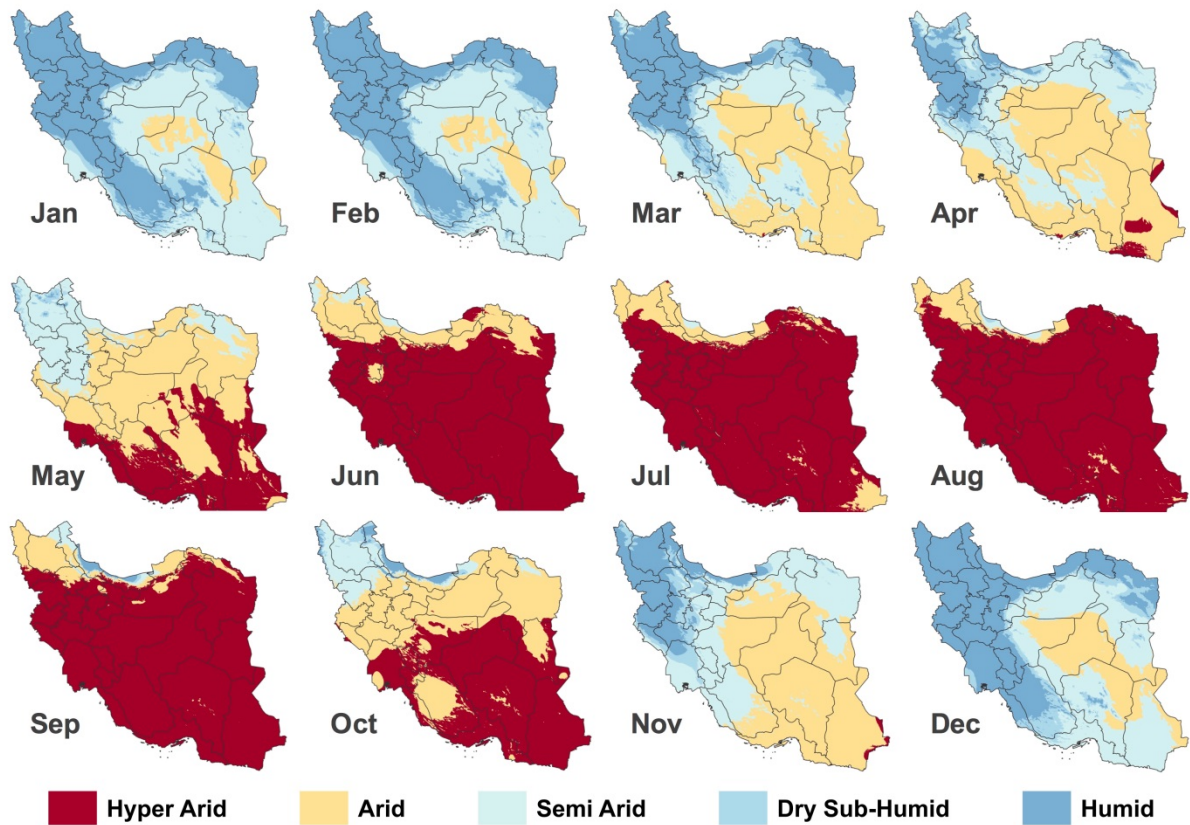 Jan
Feb
Mar
Apr
May
Jun
Jul
Aug
Sep
Oct
Nov
Dec
Hyper Arid
Arid
Semi Arid
Dry Sub-Humid
Humid